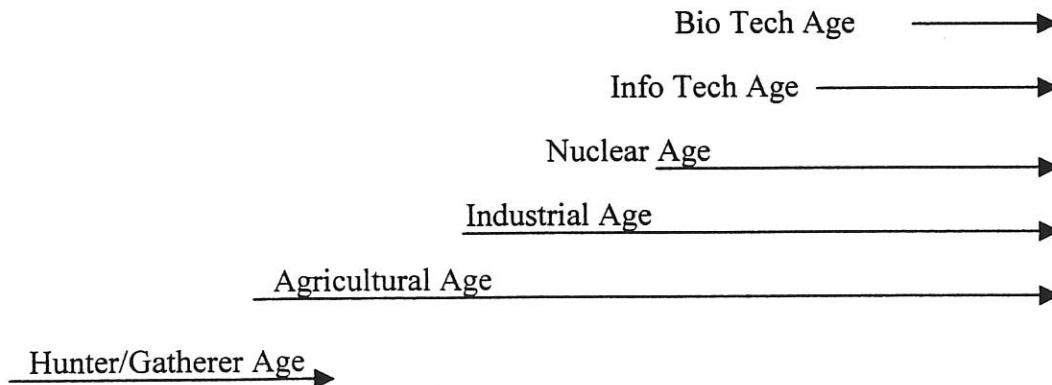 Bio Tech Age
Info Tech Age
Nuclear Age
Industrial Age
Agricultural Age
Hunter/Gatherer Age